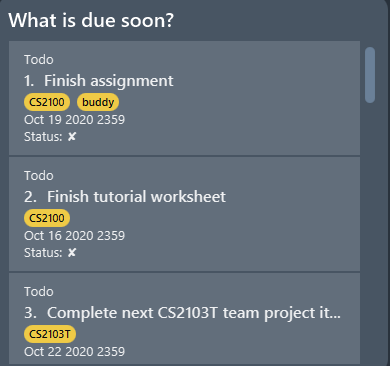 What is due soon?
Todo
1. Finish assignment
CS2100 buddy
Oct 19 2020 2359
Status: ✘
Todo
2. Finish tutorial worksheet
CS2100
Oct 16 2020 2359
Status: ✘
Todo
3. Complete next CS2103T team project it...
CS2103T
Oct 22 2020 2359